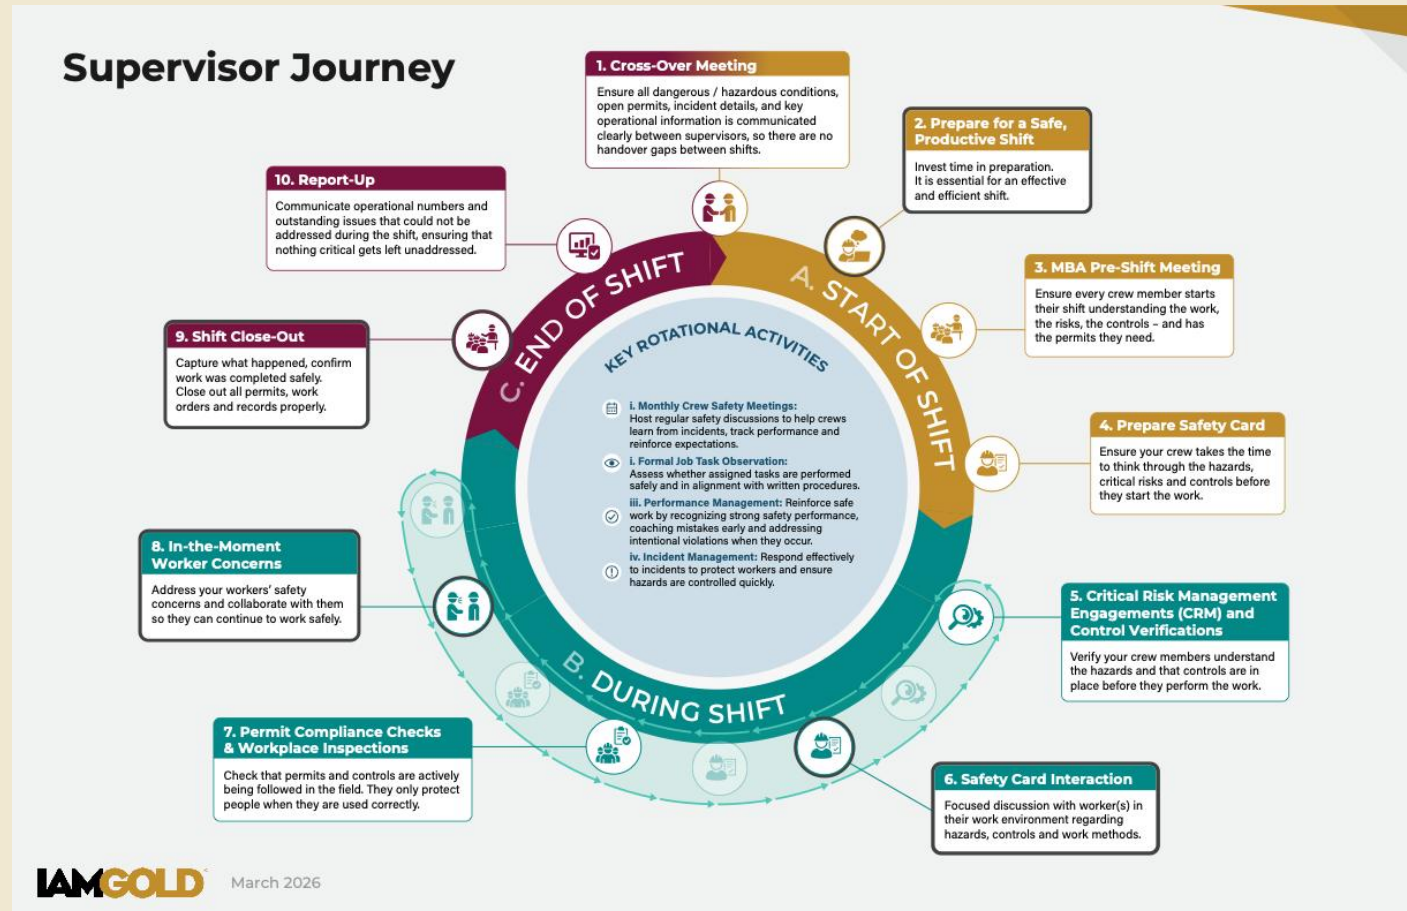 Supervisor Journey
1. Cross-Over Meeting
Ensure all dangerous / hazardous conditions,
open permits, incident details, and key
operational information is communicated
clearly between supervisors, so there are no
handover gaps between shifts.
2. Prepare for a Safe,
Productive Shift
Invest time in preparation.
It is essential for an effective
and efficient shift.
3. MBA Pre-Shift Meeting
Ensure every crew member starts
their shift understanding the work,
the risks, the controls – and has
the permits they need.
4. Prepare Safety Card
Ensure your crew takes the time
to think through the hazards,
critical risks and controls before
they start the work.
5. Critical Risk Management
Engagements (CRM) and
Control Verifications
Verify your crew members understand
the hazards and that controls are in
place before they perform the work.
6. Safety Card Interaction
Focused discussion with worker(s) in
their work environment regarding
hazards, controls and work methods.
7. Permit Compliance Checks
& Workplace Inspections
Check that permits and controls are actively
being followed in the field. They only protect
people when they are used correctly.
8. In-the-Moment
Worker Concerns
Address your workers' safety
concerns and collaborate with them
so they can continue to work safely.
9. Shift Close-Out
Capture what happened, confirm
work was completed safely.
Close out all permits, work
orders and records properly.
10. Report-Up
Communicate operational numbers and
outstanding issues that could not be
addressed during the shift, ensuring that
nothing critical gets left unaddressed.
A. START OF SHIFT
B. DURING SHIFT
C. END OF SHIFT
KEY ROTATIONAL ACTIVITIES
i. Monthly Crew Safety Meetings:
Host regular safety discussions to help crews
learn from incidents, track performance and
reinforce expectations.
i. Formal Job Task Observation:
Assess whether assigned tasks are performed
safely and in alignment with written procedures.
iii. Performance Management: Reinforce safe
work by recognizing strong safety performance,
coaching mistakes early and addressing
intentional violations when they occur.
iv. Incident Management: Respond effectively
to incidents to protect workers and ensure
hazards are controlled quickly.
IAMGOLD
March 2026